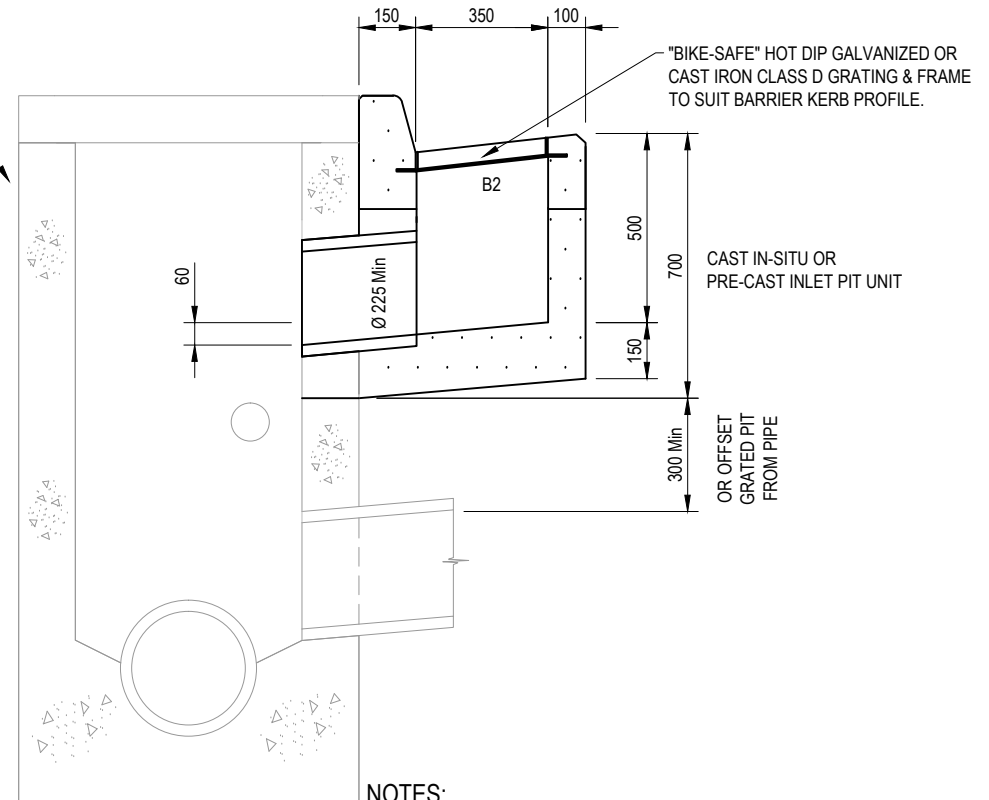 150
350
100
"BIKE-SAFE" HOT DIP GALVANIZED OR
CAST IRON CLASS D GRATING & FRAME
TO SUIT BARRIER KERB PROFILE.
B2
500
700
CAST IN-SITU OR
PRE-CAST INLET PIT UNIT
60
Ø 225 Min
150
300 Min
OR OFFSET
GRATED PIT
FROM PIPE
NOTES: